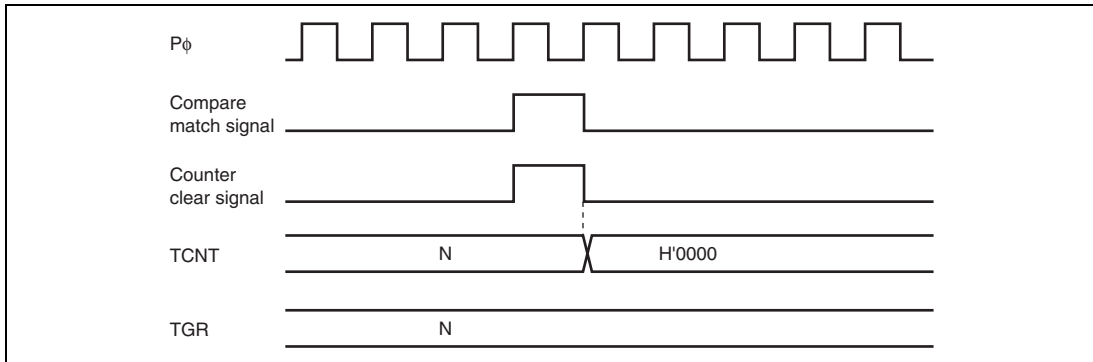 Pϕ
Compare
match signal
Counter
clear signal
TCNT
N
H'0000
TGR
N